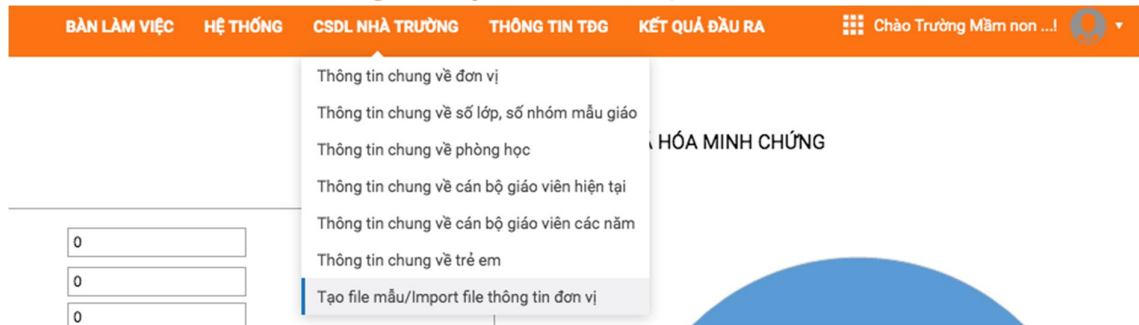 BÀN LÀM VIỆC HỆ THỐNG CSDL NHÀ TRƯỜNG THÔNG TIN TĐG KẾT QUẢ ĐẦU RA Chào Trường Mầm non ...!
Thông tin chung về đơn vị
Thông tin chung về số lớp, số nhóm mẫu giáo
HÓA MINH CHỨNG
Thông tin chung về phòng học
Thông tin chung về cán bộ giáo viên hiện tại
Thông tin chung về cán bộ giáo viên các năm
0
Thông tin chung về trẻ em
0
Tạo file mẫu/Import file thông tin đơn vị
0